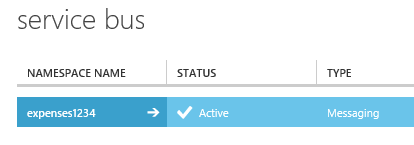 service bus
NAMESPACE NAME STATUS TYPE
expenses1234 Active Messaging